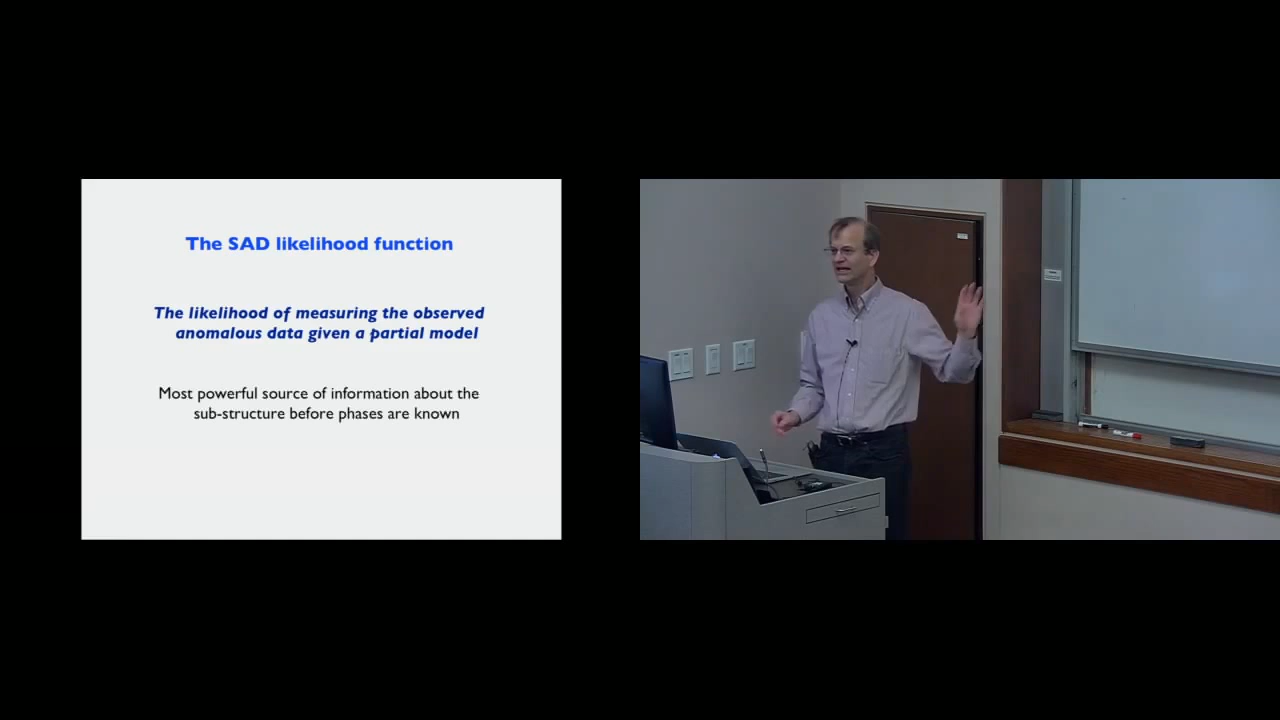 The SAD likelihood function
The likelihood of measuring the observed
anomalous data given a partial model
Most powerful source of information about the
sub-structure before phases are known